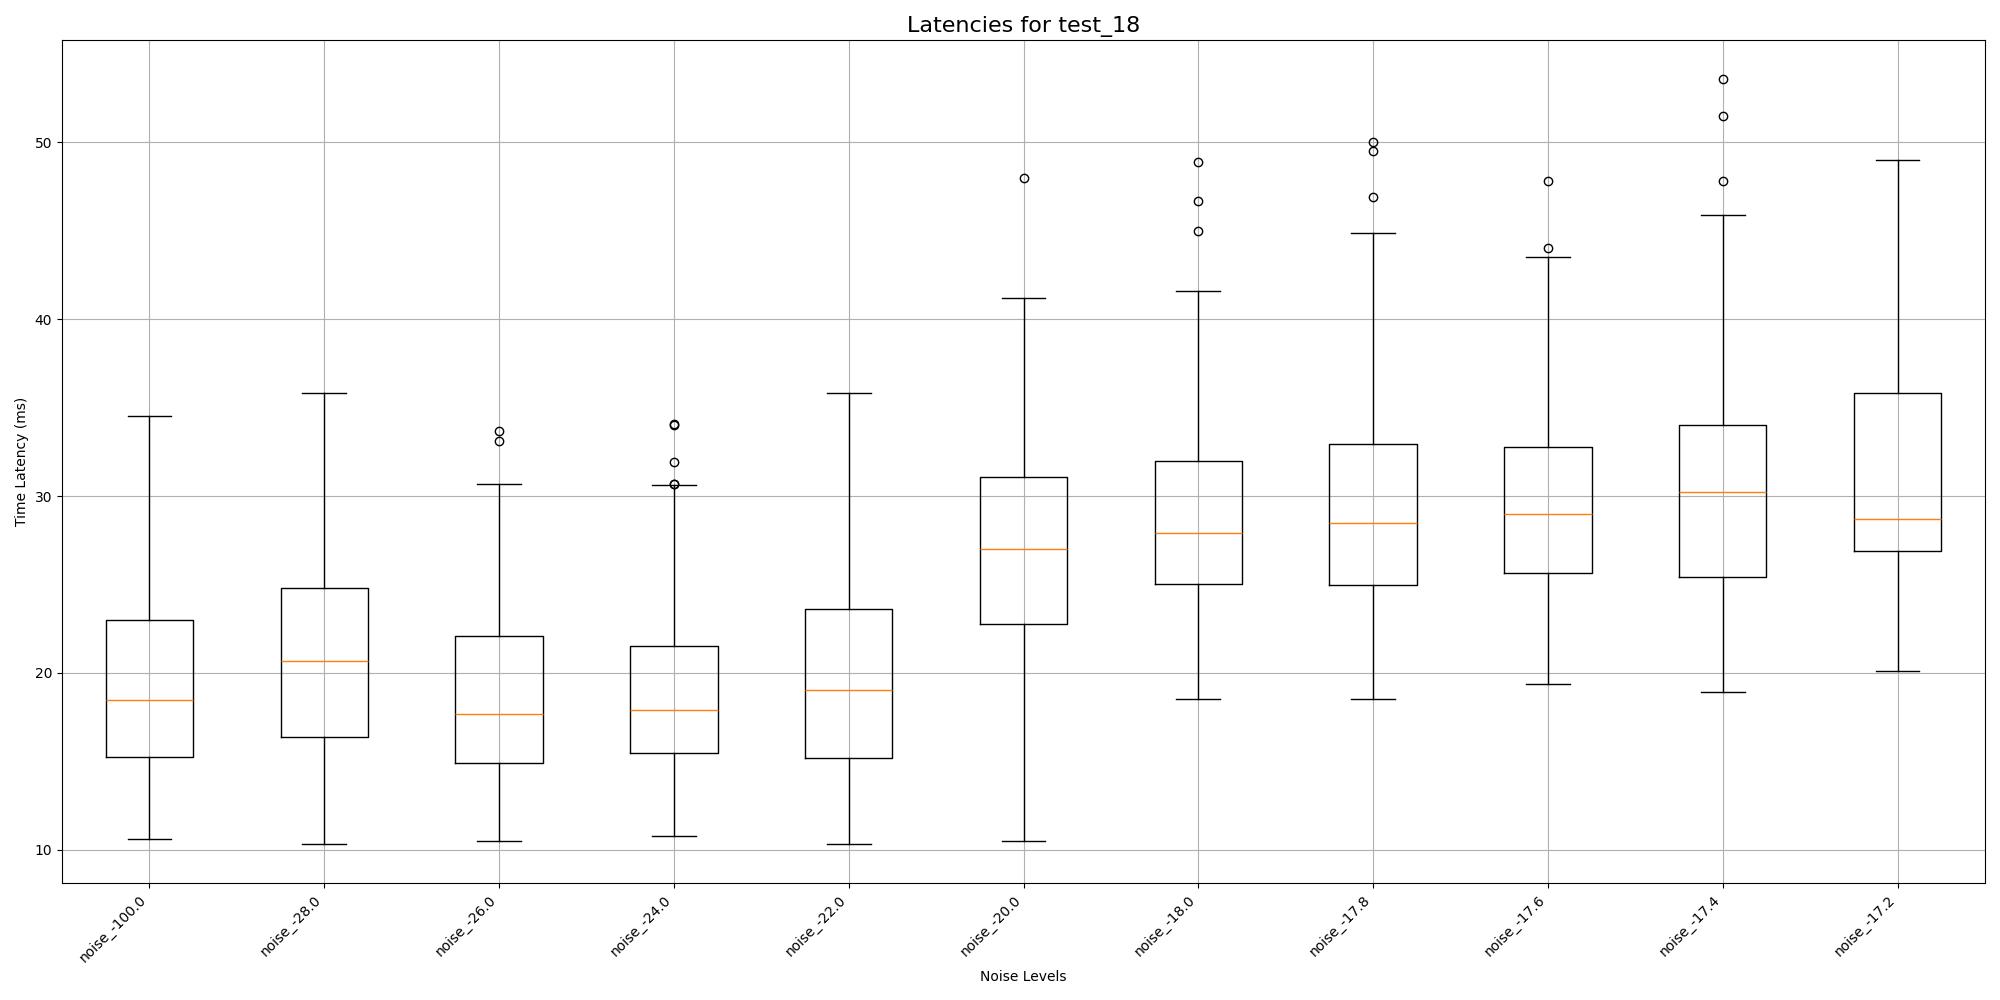 Latencies for test_18
Time Latency (ms)
50
40
30
20
10
noise_-100.0
noise_-28.0
noise_-26.0
noise_-24.0
noise_-22.0
noise_-20.0
noise_-18.0
noise_-17.8
noise_-17.6
noise_-17.4
noise_-17.2
Noise Levels